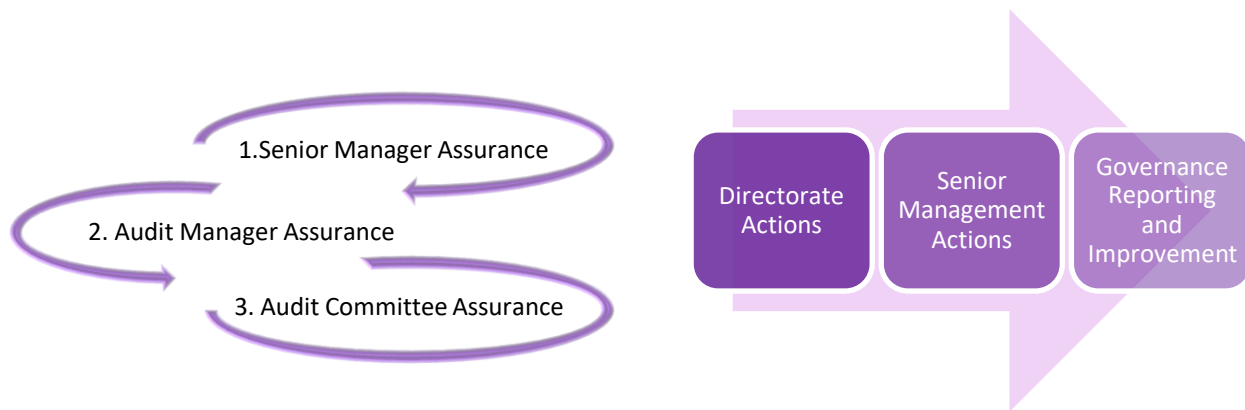 1.Senior Manager Assurance
2. Audit Manager Assurance
3. Audit Committee Assurance
Directorate
Actions
Senior
Management
Actions
Governance
Reporting
and
Improvement